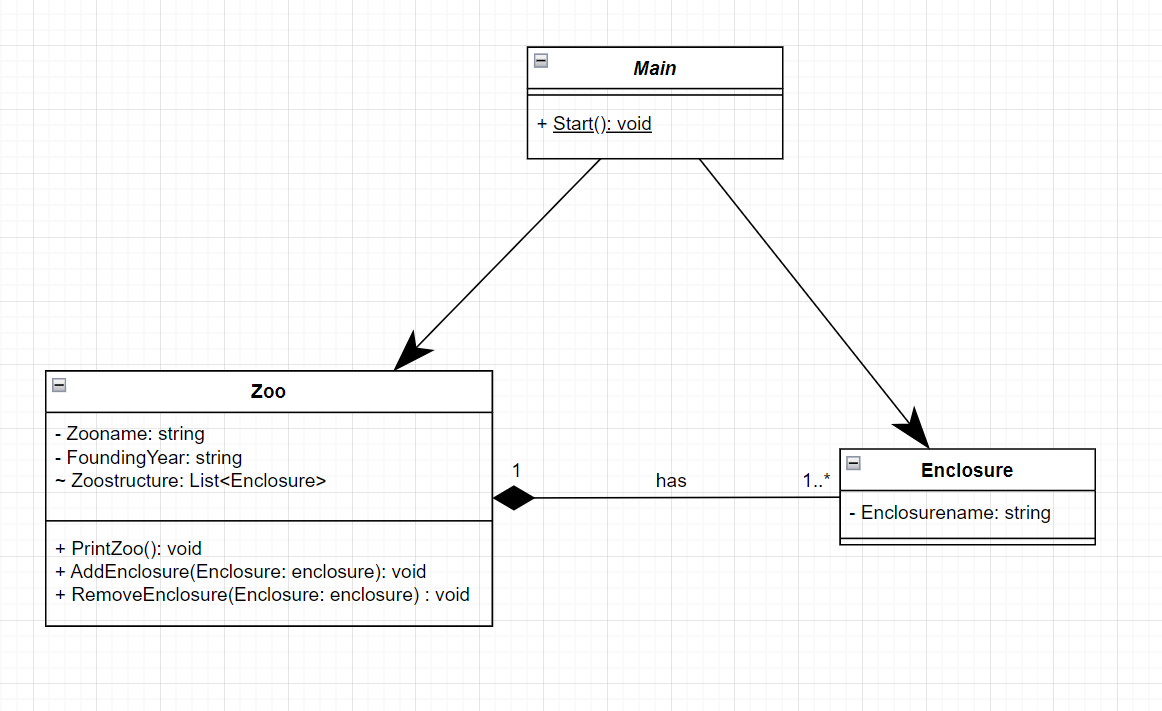 Main
+ Start(): void
Zoo
- Zooname: string
- FoundingYear: string
~ Zoostructure: List<Enclosure>
+ PrintZoo(): void
+ AddEnclosure(Enclosure: enclosure): void
+ RemoveEnclosure(Enclosure: enclosure) : void
1
has
1..*
Enclosure
- Enclosurename: string